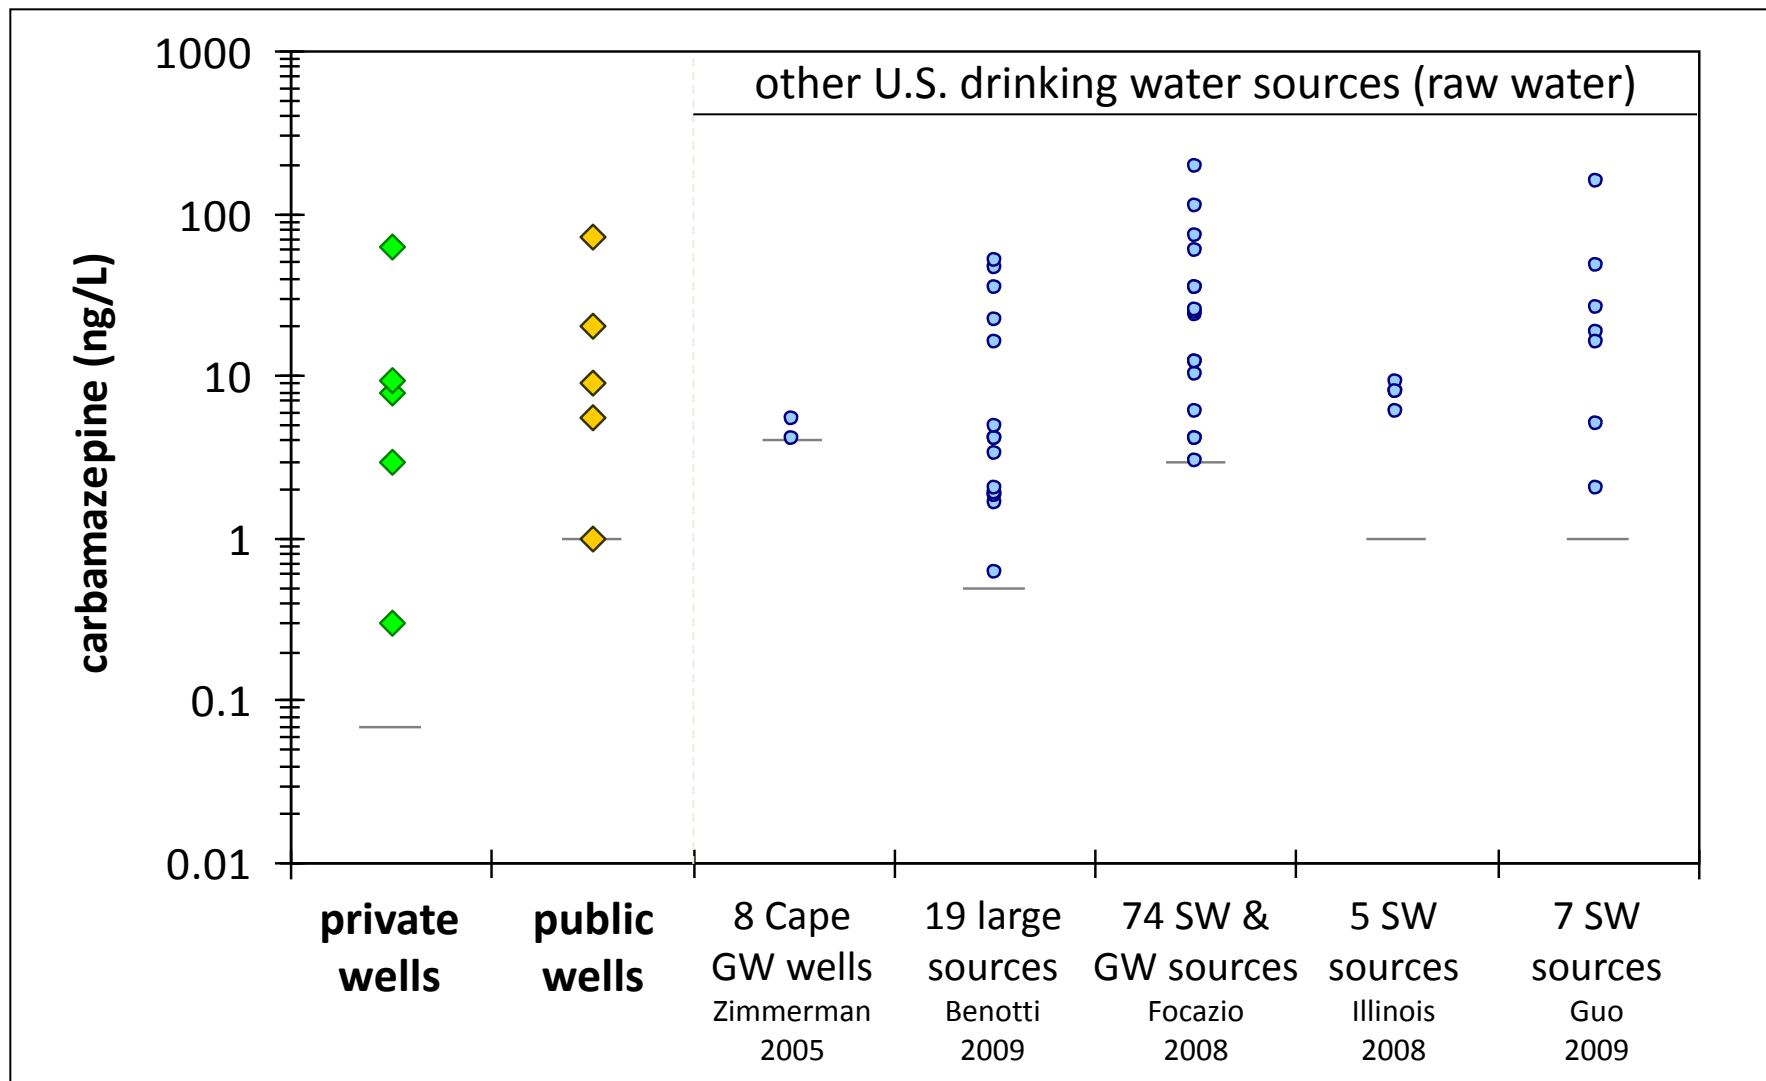 1000
100
10
1
0.1
0.01
carbamazepine (ng/L)
other U.S. drinking water sources (raw water)
private
wells
public
wells
8 Cape
GW wells
Zimmerman
2005
19 large
sources
Benotti
2009
74 SW &
GW sources
Focazio
2008
5 SW
sources
Illinois
2008
7 SW
sources
Guo
2009